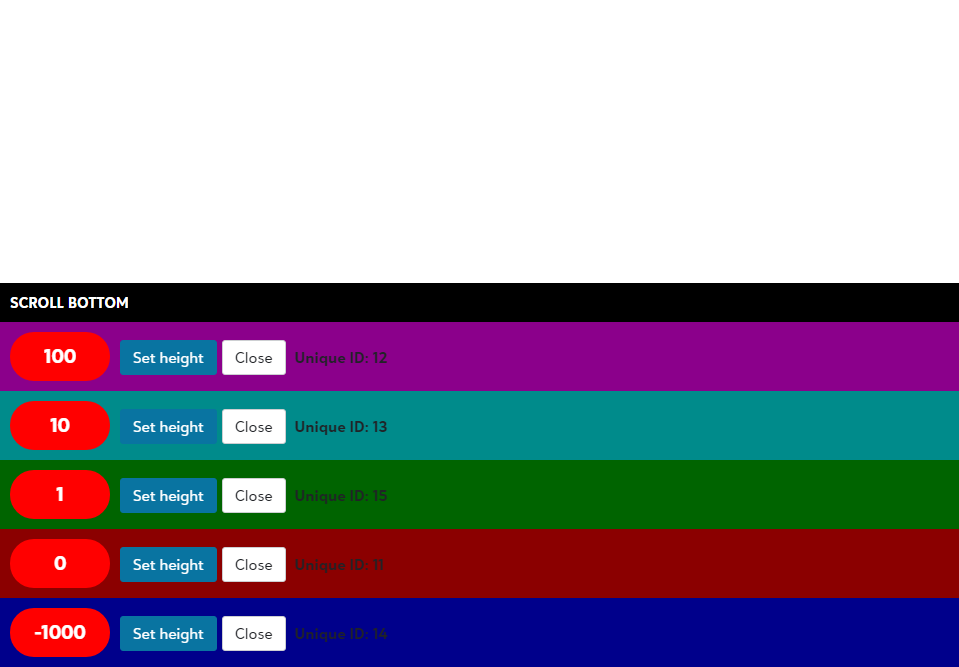 SCROLL BOTTOM
100 Set height Close Unique ID: 12
10 Set height Close Unique ID: 13
1 Set height Close Unique ID: 15
0 Set height Close Unique ID: 11
-1000 Set height Close Unique ID: 14